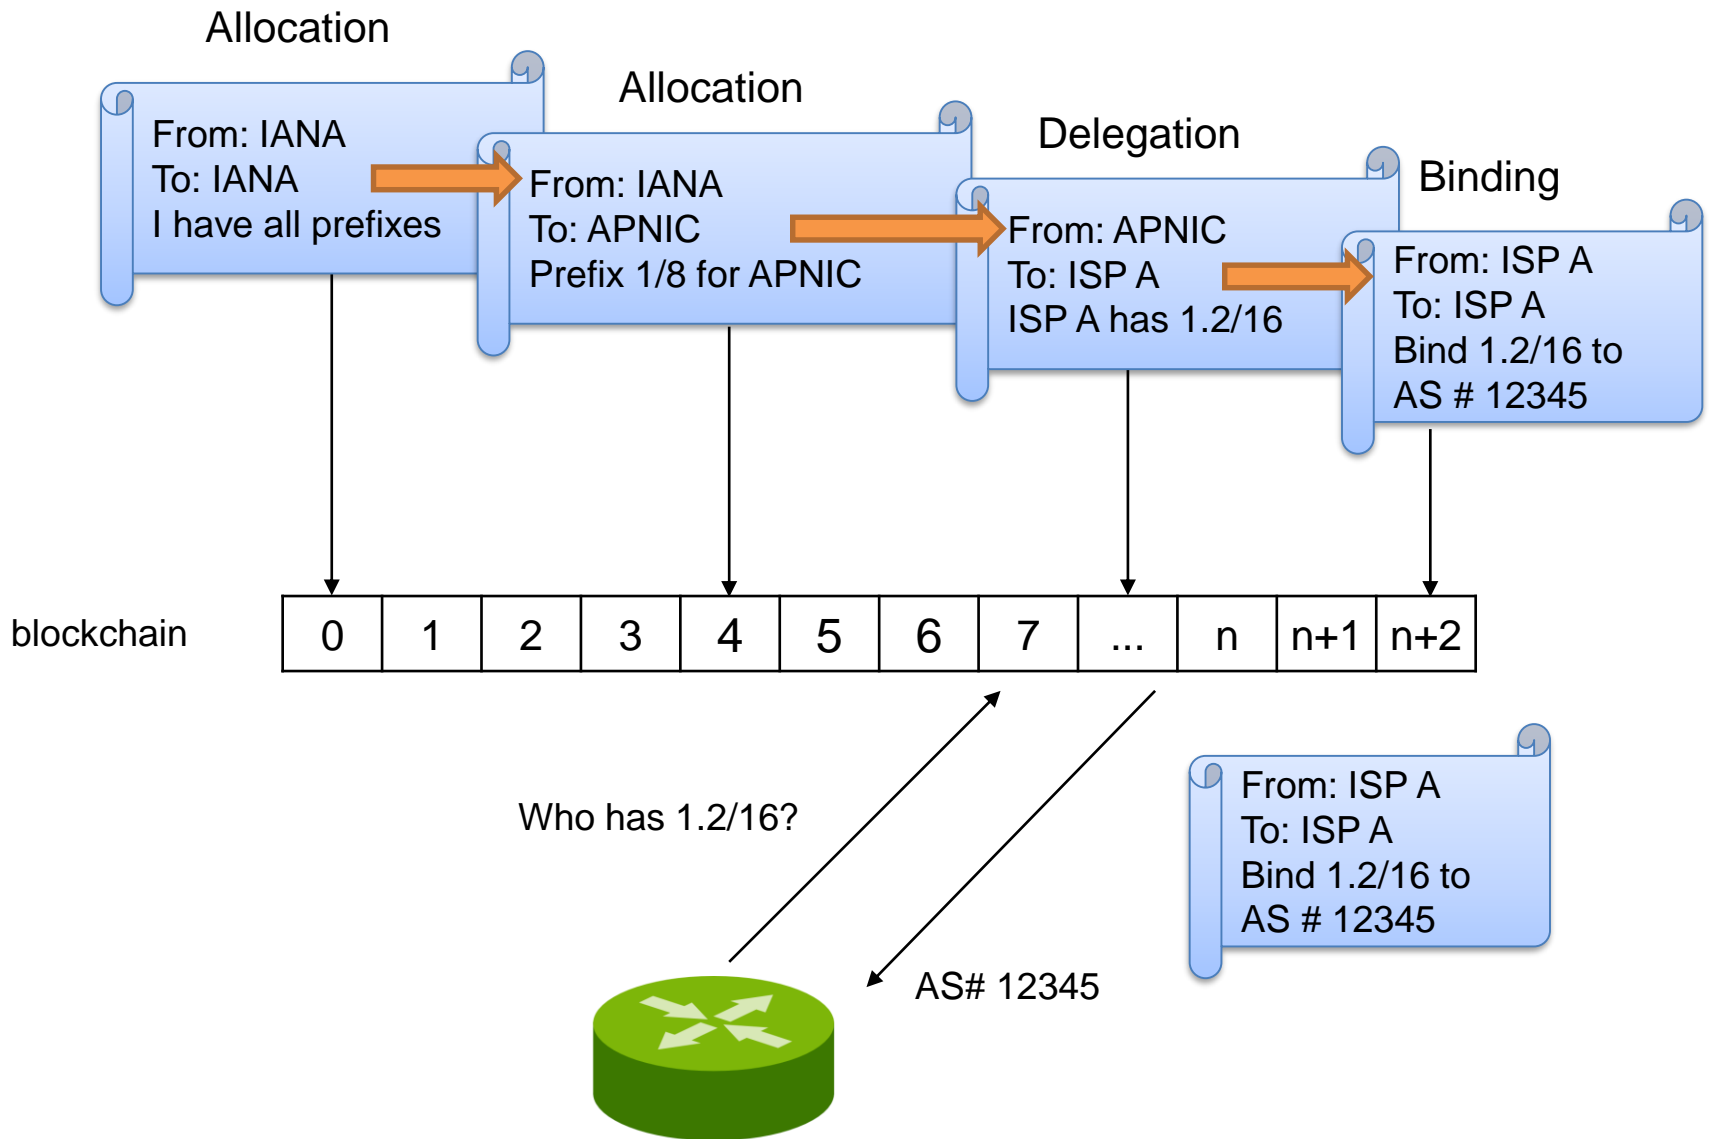 Allocation
From: IANA
To: IANA
I have all prefixes
Allocation
From: IANA
To: APNIC
Prefix 1/8 for APNIC
Delegation
From: APNIC
To: ISP A
ISP A has 1.2/16
Binding
From: ISP A
To: ISP A
Bind 1.2/16 to
AS # 12345
blockchain
0 1 2 3 4 5 6 7 ... n n+1 n+2
Who has 1.2/16?
AS# 12345
From: ISP A
To: ISP A
Bind 1.2/16 to
AS # 12345